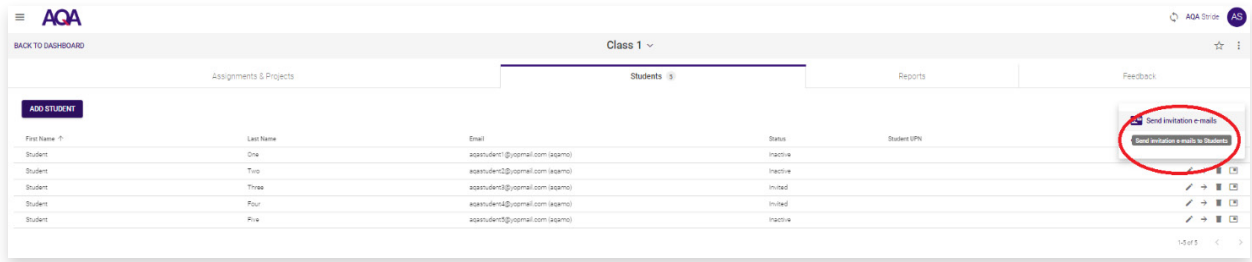 AQA AQA Stride AS
BACK TO DASHBOARD Class 1
Assignments & Projects Students 5 Reports Feedback
ADD STUDENT
Send invitation e-mails
First Name Last Name Email Status Student UPN Send invitation e-mails to Students
Student One aqastudent1@yopmail.com (aqamo) Inactive
Student Two aqastudent2@yopmail.com (aqamo) Inactive
Student Three aqastudent3@yopmail.com (aqamo) Invited
Student Four aqastudent4@yopmail.com (aqamo) Invited
Student Five aqastudent5@yopmail.com (aqamo) Inactive
1-5 of 5